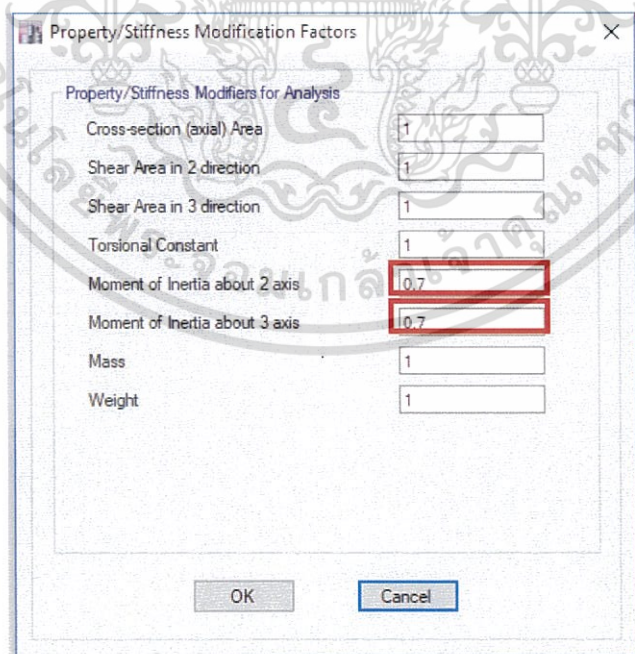 Property/Stiffness Modification Factors
Property/Stiffness Modifiers for Analysis
Cross-section (axial) Area 1
Shear Area in 2 direction 1
Shear Area in 3 direction 1
Torsional Constant 1
Moment of Inertia about 2 axis 0.7
Moment of Inertia about 3 axis 0.7
Mass 1
Weight 1
OK Cancel